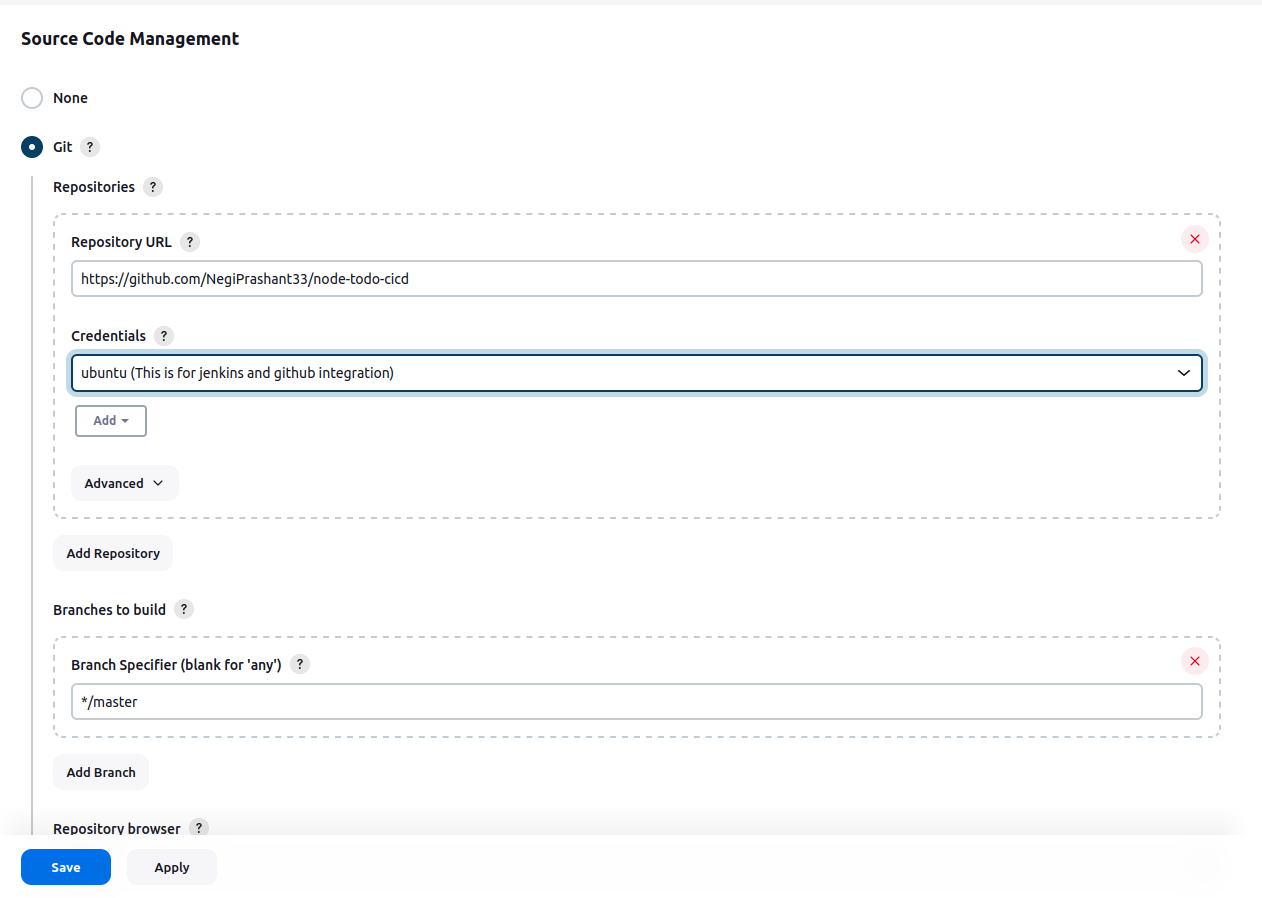 Source Code Management
None
Git ?
Repositories ?
Repository URL ?
https://github.com/NegiPrashant33/node-todo-cicd
Credentials ?
ubuntu (This is for jenkins and github integration)
Add
Advanced
Add Repository
Branches to build ?
Branch Specifier (blank for 'any') ?
*/master
Add Branch
Repository browser ?
Save Apply